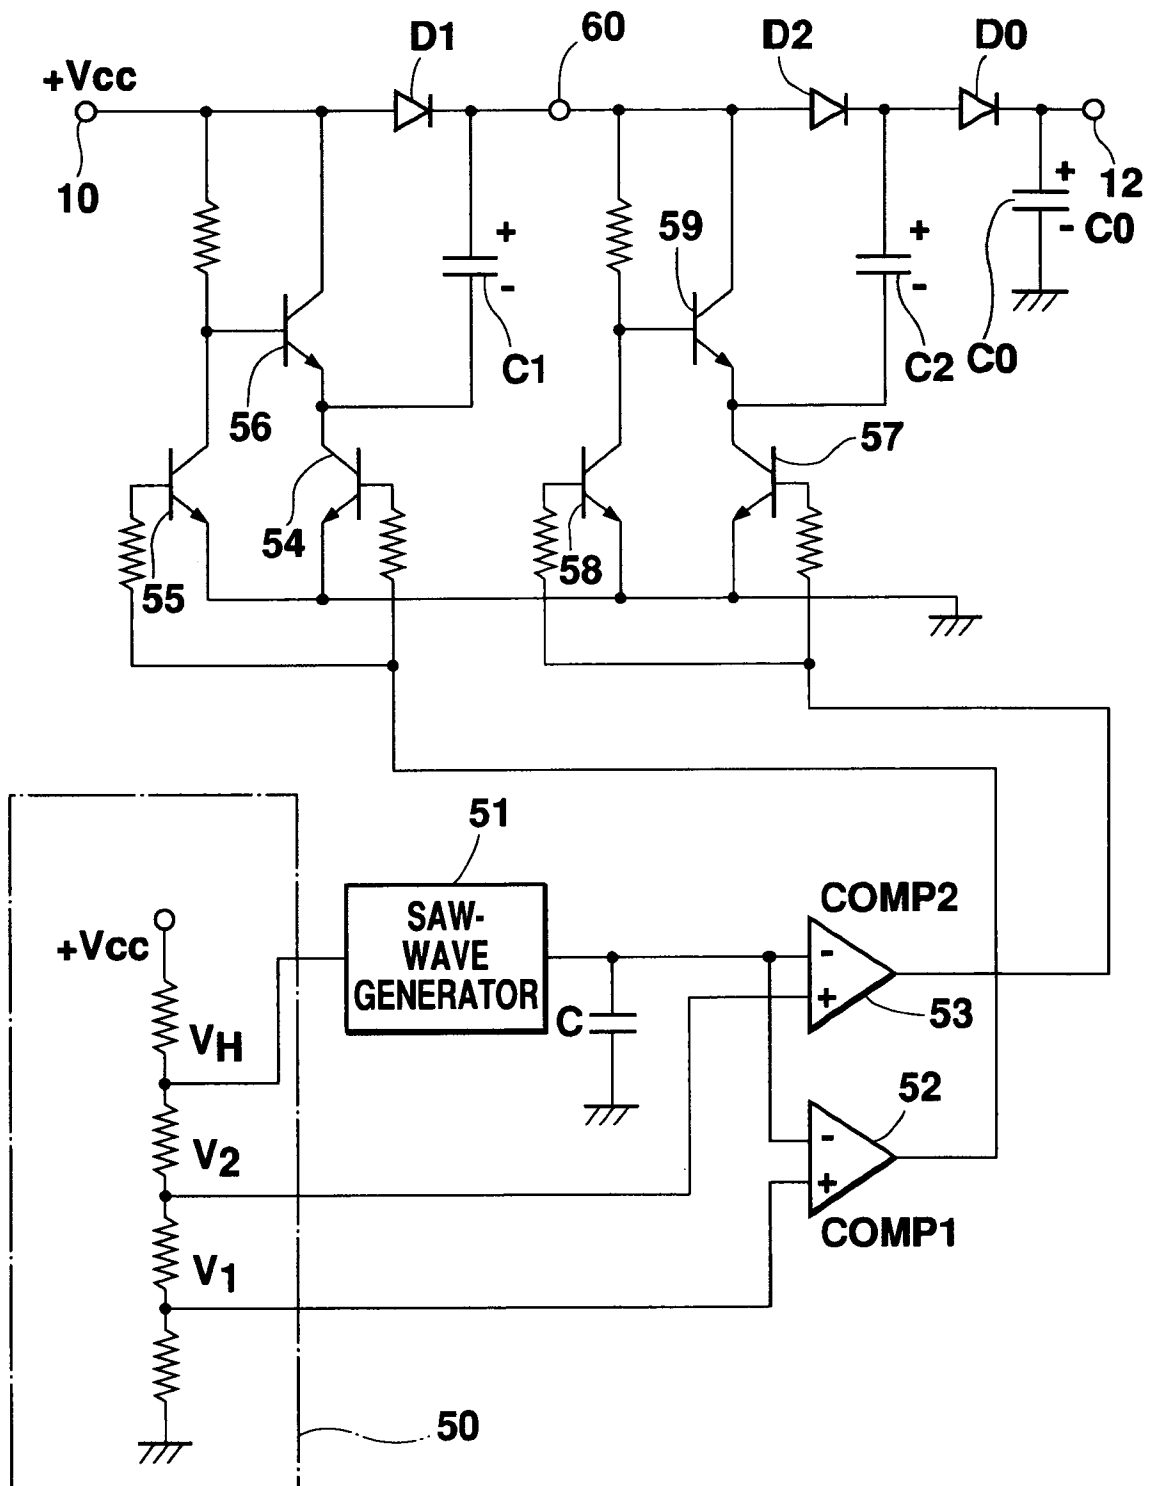 D1
60
D2
D0
+Vcc
10
12
+
-
C0
+
-
C1
59
+
-
C2
C0
56
57
54
55
58
51
SAW-
WAVE
GENERATOR
C
COMP2
-
+
53
52
-
+
COMP1
+Vcc
VH
V2
V1
50